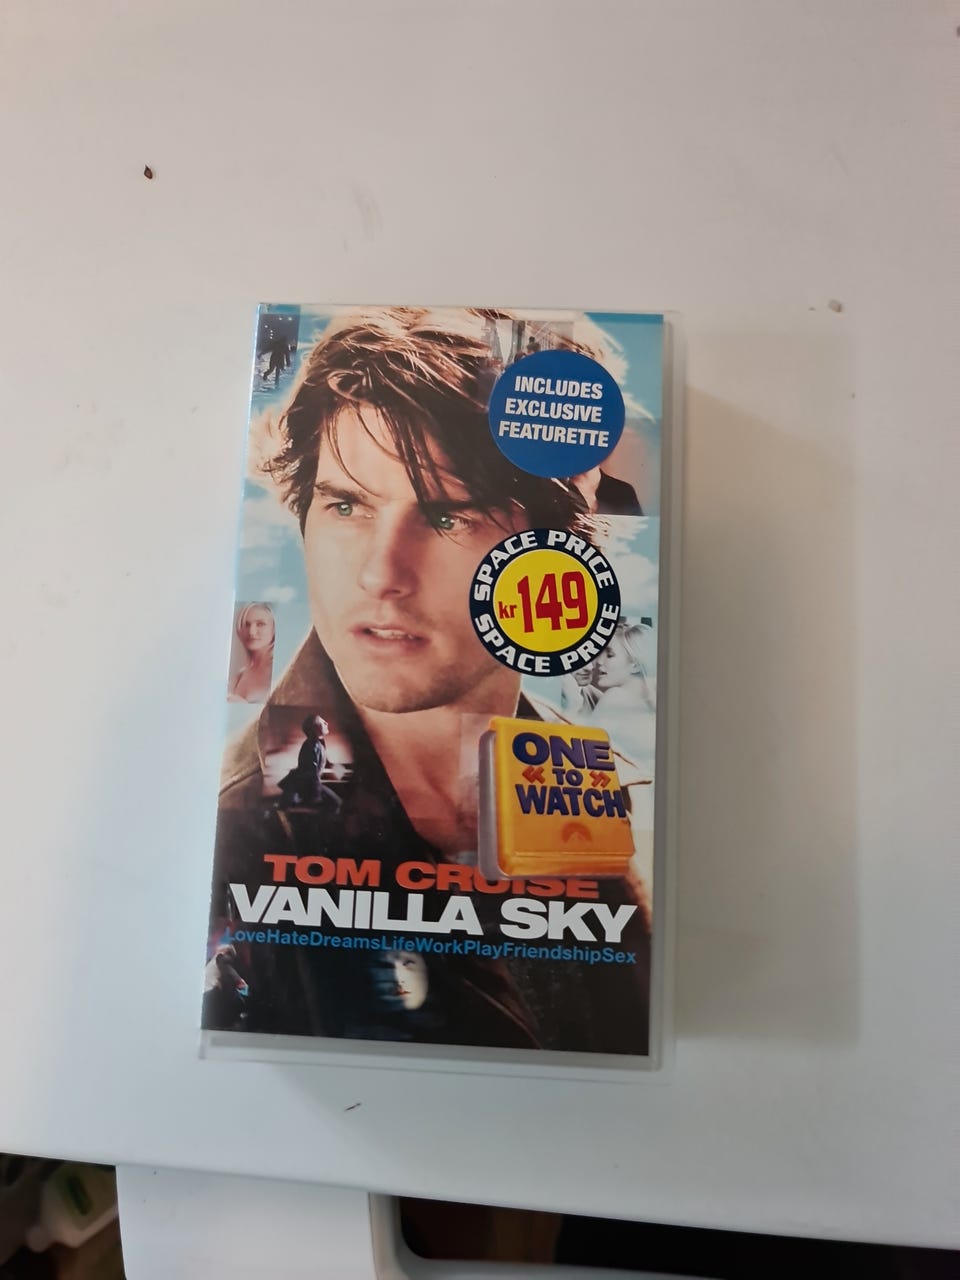 INCLUDES
EXCLUSIVE
FEATURETTE
SPACE PRICE
kr 149
SPACE PRICE
ONE
« TO »
WATCH
TOM CRUISE
VANILLA SKY
LoveHateDreamsLifeWorkPlayFriendshipSex